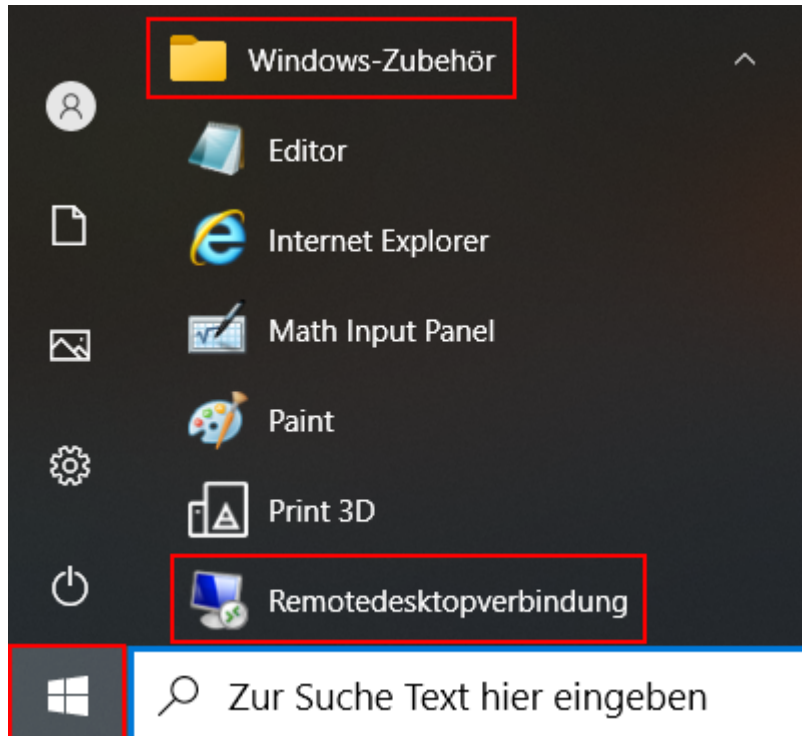 Windows-Zubehör
Editor
Internet Explorer
Math Input Panel
Paint
Print 3D
Remotedesktopverbindung
Zur Suche Text hier eingeben